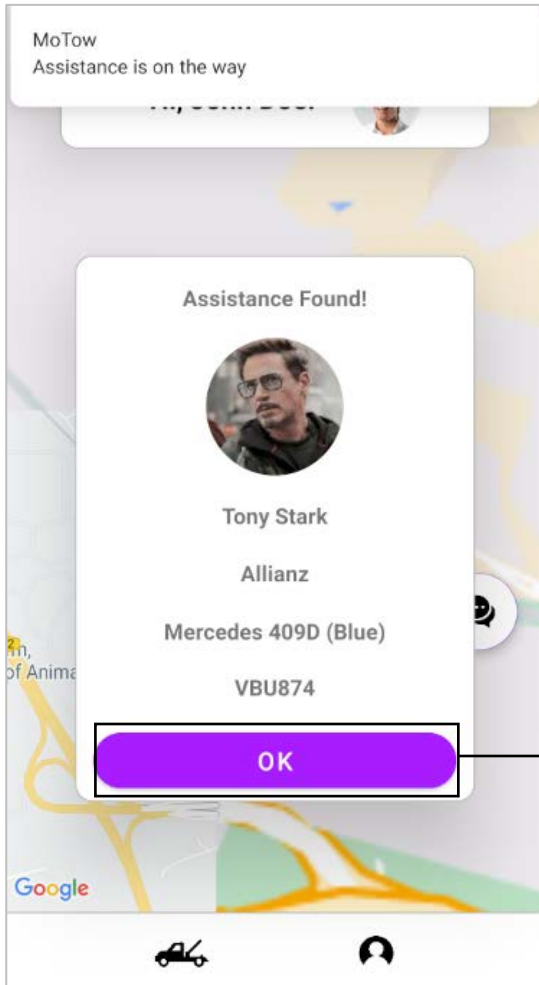 MoTow
Assistance is on the way
Assistance Found!
Tony Stark
Allianz
Mercedes 409D (Blue)
VBU874
OK
2
of Anima
Google